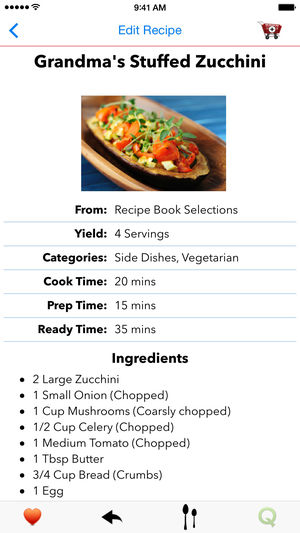 9:41 AM
Edit Recipe
Grandma's Stuffed Zucchini
From: Recipe Book Selections
Yield: 4 Servings
Categories: Side Dishes, Vegetarian
Cook Time: 20 mins
Prep Time: 15 mins
Ready Time: 35 mins
Ingredients
• 2 Large Zucchini
• 1 Small Onion (Chopped)
• 1 Cup Mushrooms (Coarsly chopped)
• 1/2 Cup Celery (Chopped)
• 1 Medium Tomato (Chopped)
• 1 Tbsp Butter
• 3/4 Cup Bread (Crumbs)
• 1 Egg
Q